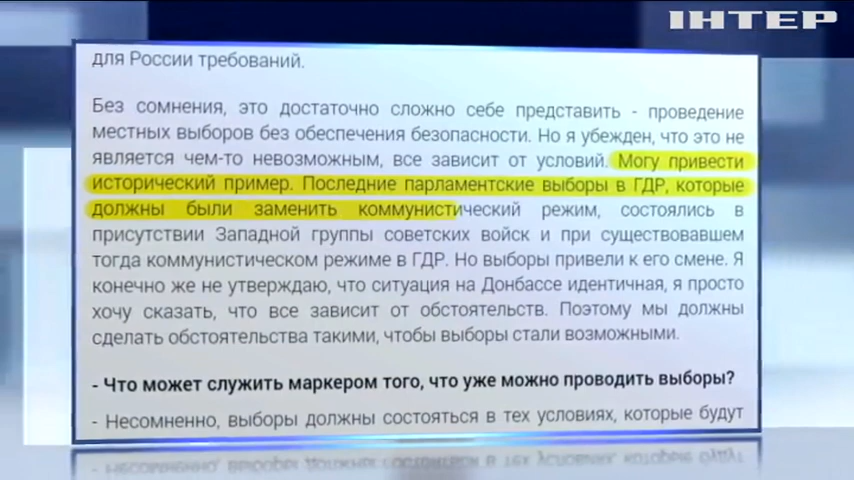 ІНТЕР
для России требований.
Без сомнения, это достаточно сложно себе представить - проведение
местных выборов без обеспечения безопасности. Но я убежден, что это не
является чем-то невозможным, все зависит от условий. Могу привести
исторический пример. Последние парламентские выборы в ГДР, которые
должны были заменить коммунистический режим, состоялись в
присутствии Западной группы советских войск и при существовавшем
тогда коммунистическом режиме в ГДР. Но выборы привели к его смене. Я
конечно же не утверждаю, что ситуация на Донбассе идентичная, я просто
хочу сказать, что все зависит от обстоятельств. Поэтому мы должны
сделать обстоятельства такими, чтобы выборы стали возможными.
- Что может служить маркером того, что уже можно проводить выборы?
- Несомненно, выборы должны состояться в тех условиях, которые будут